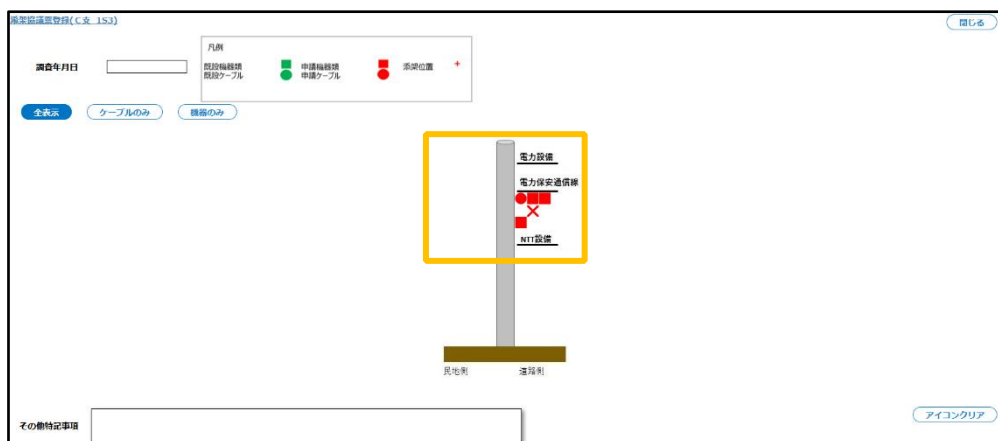 添架協議票登録(C支 153)
閉じる
凡例
調査年月日
既設機器類
既設ケーブル
申請機器類
申請ケーブル
添架位置
全表示
ケーブルのみ
機器のみ
電力設備
電力保安通信線
NTT設備
民地側
道路側
その他特記事項
アイコンクリア